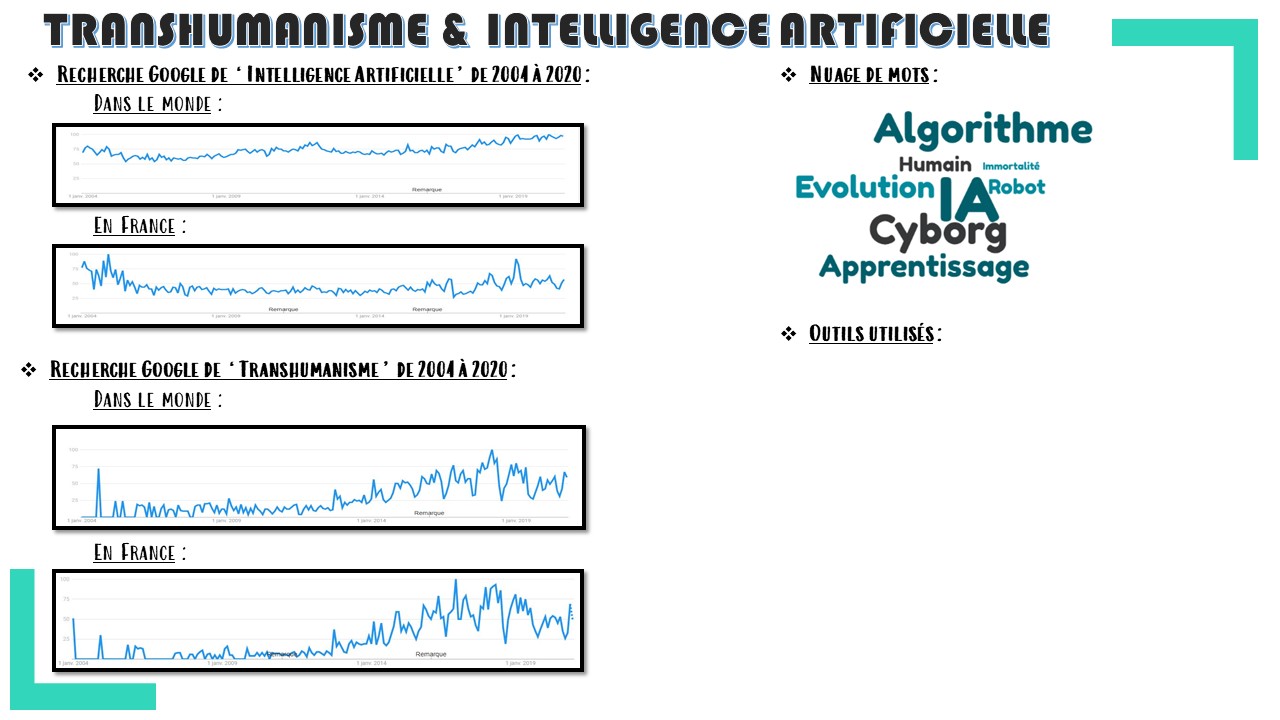 TRANSHUMANISME & INTELLIGENCE ARTIFICIELLE
❖ Recherche Google de ‘Intelligence Artificielle’ de 2004 à 2020 :
Dans le monde :
100
75
50
25
Remarque
1 janv. 2004 1 janv. 2009 1 janv. 2014 1 janv. 2019
En France :
100
75
50
25
Remarque Remarque
1 janv. 2004 1 janv. 2009 1 janv. 2014 1 janv. 2019
❖ Recherche Google de ‘Transhumanisme’ de 2004 à 2020 :
Dans le monde :
100
75
50
25
Remarque
1 janv. 2004 1 janv. 2009 1 janv. 2014 1 janv. 2019
En France :
100
75
50
25
Remarque Remarque
1 janv. 2004 1 janv. 2009 1 janv. 2014 1 janv. 2019
❖ Nuage de mots :
Algorithme
Humain Immortalité
Evolution IA Robot
Cyborg
Apprentissage
❖ Outils utilisés :